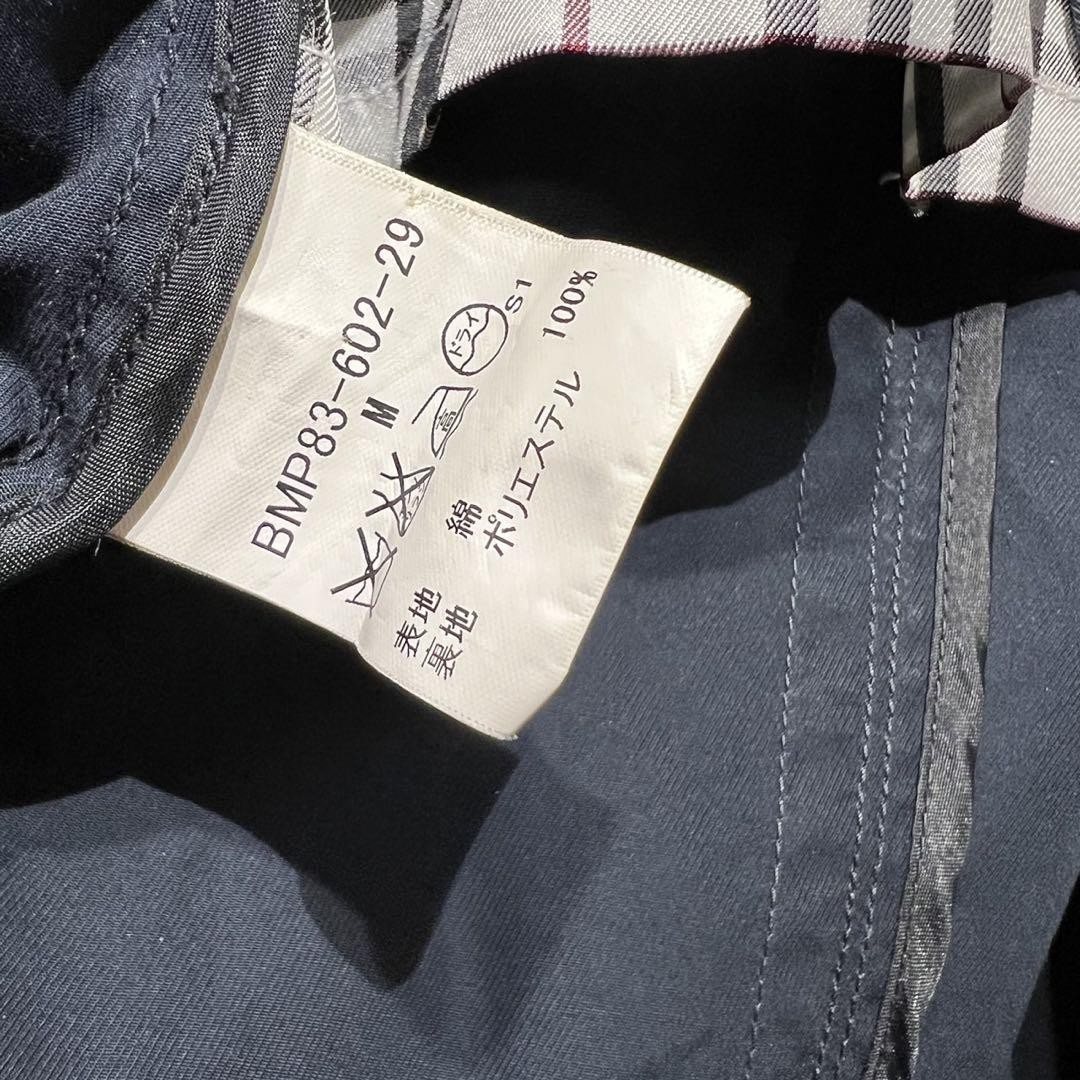 BMP83-602-29
M
ドライ
S1
高
表地 綿
裏地 ポリエステル 100%